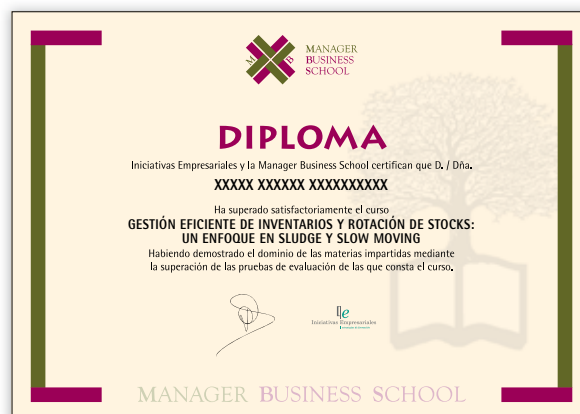 M B
MANAGER
BUSINESS
SCHOOL
DIPLOMA
Iniciativas Empresariales y la Manager Business School certifican que D. / Dña.
XXXXX XXXXXX XXXXXXXXXX
Ha superado satisfactoriamente el curso
GESTIÓN EFICIENTE DE INVENTARIOS Y ROTACIÓN DE STOCKS:
UN ENFOQUE EN SLUDGE Y SLOW MOVING
Habiendo demostrado el dominio de las materias impartidas mediante
la superación de las pruebas de evaluación de las que consta el curso.
Iniciativas Empresariales
MANAGER BUSINESS SCHOOL